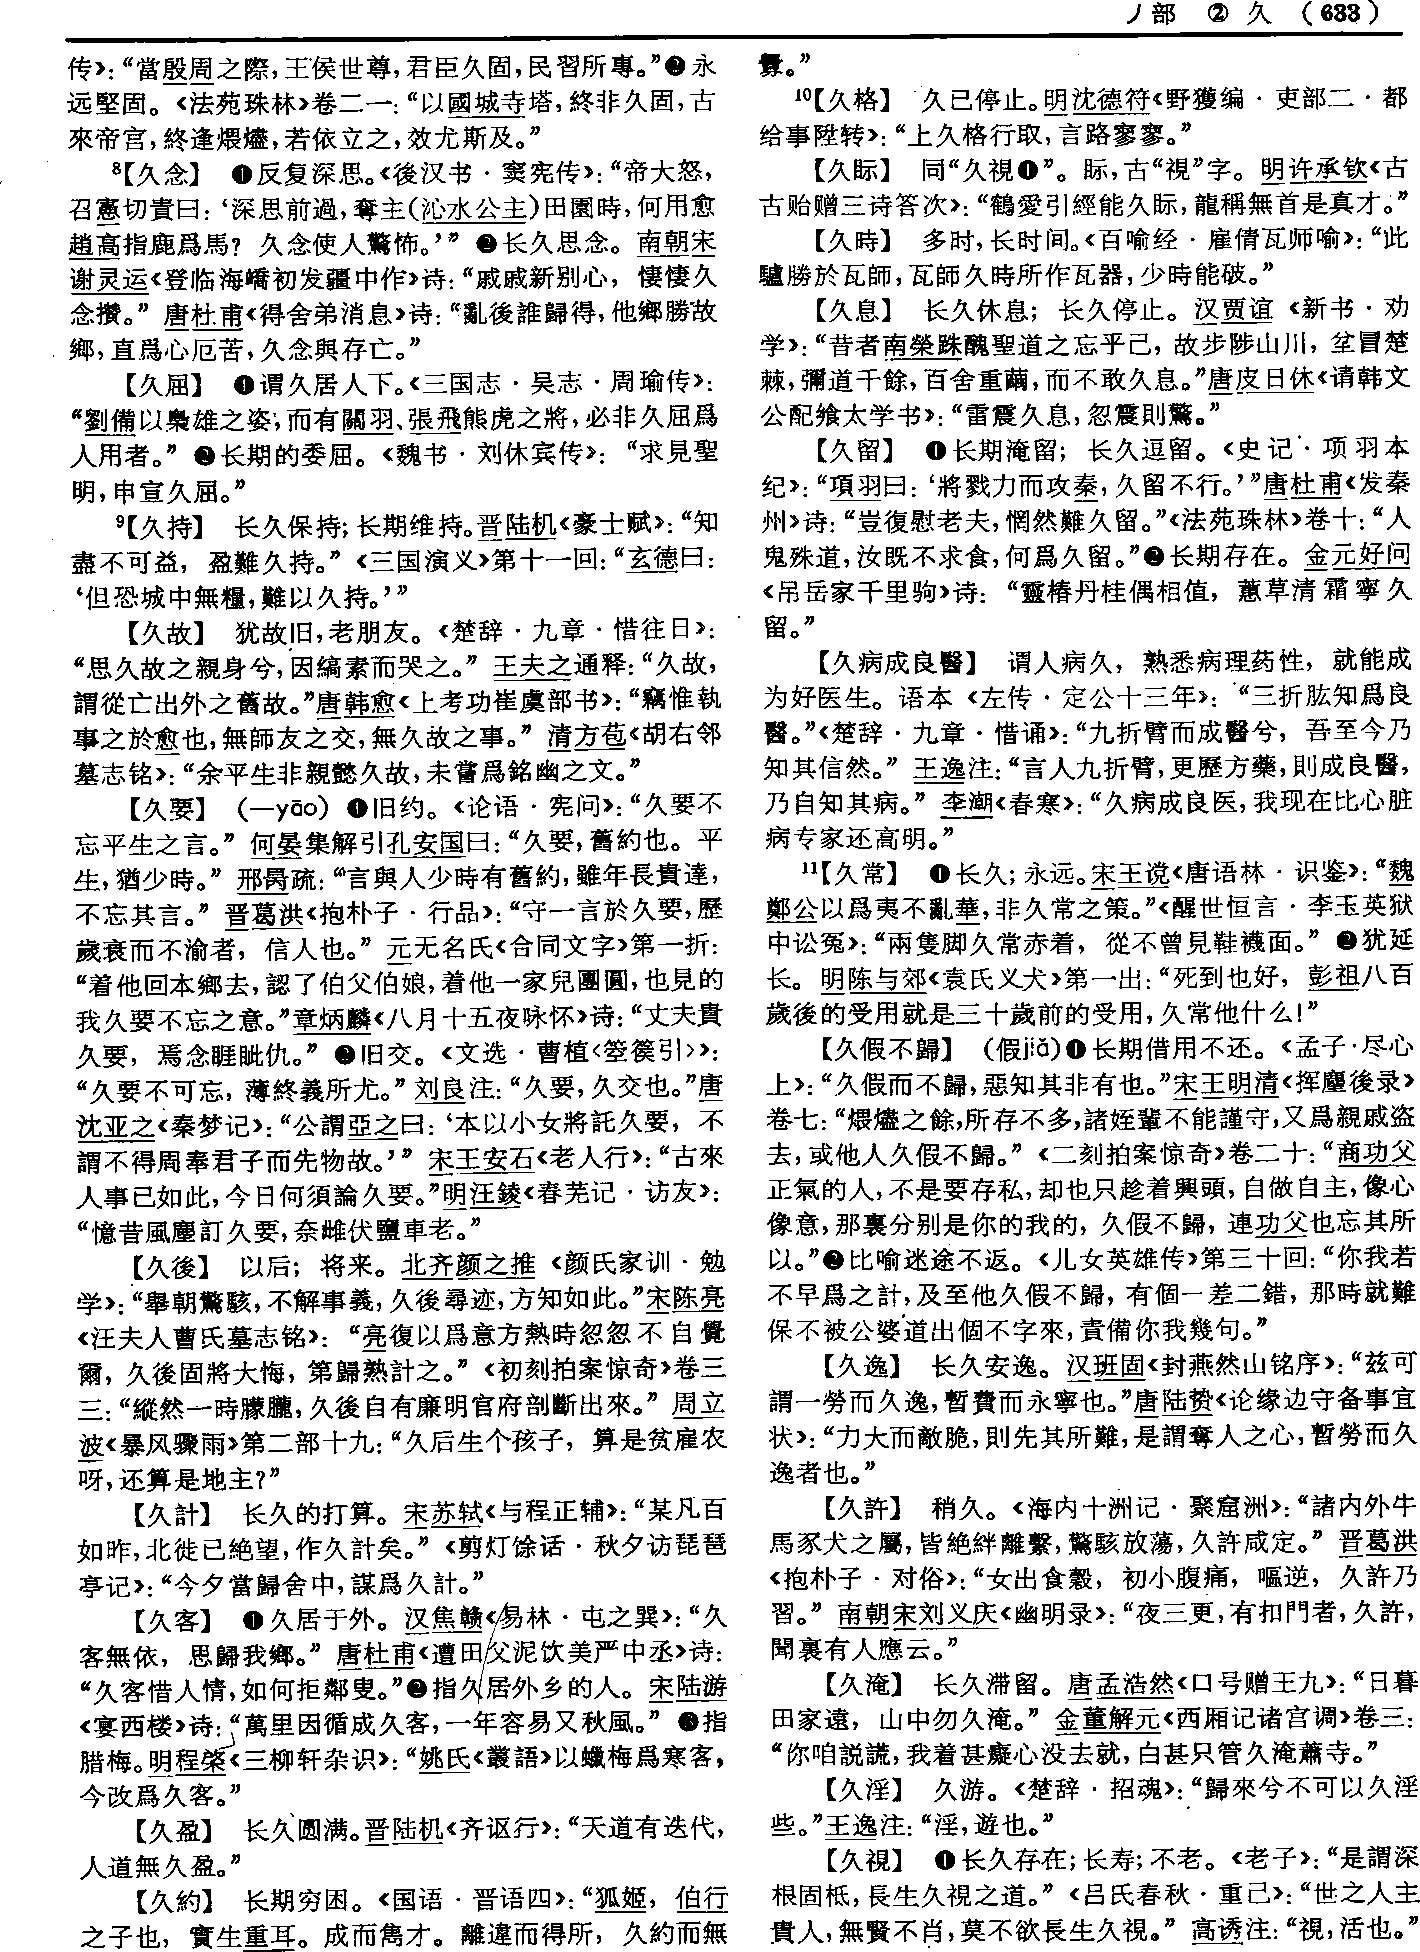 丿部 ② 久 (633)
传》：“當殷周之際，王侯世尊，君臣久固，民習所專。”❷永
远堅固。《法苑珠林》卷二一：“以國城寺塔，終非久固，古
來帝宫，終逢煨燼，若依立之，效尤斯及。”
⁸【久念】 ❶反复深思。《後汉书·窦宪传》：“帝大怒，
召憲切責曰：‘深思前過，奪主(沁水公主)田園時，何用愈
趙高指鹿爲馬？久念使人驚怖。’” ❷长久思念。南朝宋
谢灵运《登临海嶠初发疆中作》诗：“戚戚新别心，悽悽久
念攢。” 唐杜甫《得舍弟消息》诗：“亂後誰歸得，他鄉勝故
鄉，直爲心厄苦，久念與存亡。”
【久屈】 ❶谓久居人下。《三国志·吴志·周瑜传》：
“劉備以梟雄之姿，而有關羽、張飛熊虎之將，必非久屈爲
人用者。” ❷长期的委屈。《魏书·刘休宾传》：“求見聖
明，申宣久屈。”
⁹【久持】 长久保持；长期维持。晋陆机《豪士赋》：“知
盡不可益，盈難久持。” 《三国演义》第十一回：“玄德曰：
‘但恐城中無糧，難以久持。’”
【久故】 犹故旧，老朋友。《楚辞·九章·惜往日》：
“思久故之親身兮，因縞素而哭之。” 王夫之通释：“久故，
謂從亡出外之舊故。”唐韩愈《上考功崔虞部书》：“竊惟執
事之於愈也，無師友之交，無久故之事。” 清方苞《胡右邻
墓志铭》：“余平生非親懿久故，未嘗爲銘幽之文。”
【久要】 (—yāo) ❶旧约。《论语·宪问》：“久要不
忘平生之言。” 何晏集解引孔安国曰：“久要，舊約也。平
生，猶少時。” 邢昺疏：“言與人少時有舊約，雖年長貴達，
不忘其言。” 晋葛洪《抱朴子·行品》：“守一言於久要，歷
歲衰而不渝者，信人也。” 元无名氏《合同文字》第一折：
“着他回本鄉去，認了伯父伯娘，着他一家兒團圓，也見的
我久要不忘之意。”章炳麟《八月十五夜咏怀》诗：“丈夫貴
久要，焉念睚眦仇。” ❷旧交。《文选·曹植〈箜篌引〉》：
“久要不可忘，薄終義所尤。” 刘良注：“久要，久交也。”唐
沈亚之《秦梦记》：“公謂亞之曰：‘本以小女將託久要，不
謂不得周奉君子而先物故。’” 宋王安石《老人行》：“古來
人事已如此，今日何須論久要。”明汪錂《春芜记·访友》：
“憶昔風塵訂久要，奈雌伏鹽車老。”
【久後】 以后；将来。北齐颜之推《颜氏家训·勉
学》：“舉朝驚駭，不解事義，久後尋迹，方知如此。”宋陈亮
《汪夫人曹氏墓志铭》：“亮復以爲意方熱時忽忽不自覺
爾，久後固將大悔，第歸熟計之。” 《初刻拍案惊奇》卷三
三：“縱然一時朦朧，久後自有廉明官府剖斷出來。” 周立
波《暴风骤雨》第二部十九：“久后生个孩子，算是贫雇农
呀，还算是地主？”
【久計】 长久的打算。宋苏轼《与程正辅》：“某凡百
如昨，北徙已絶望，作久計矣。” 《剪灯馀话·秋夕访琵琶
亭记》：“今夕當歸舍中，謀爲久計。”
【久客】 ❶久居于外。汉焦赣《易林·屯之巽》：“久
客無依，思歸我鄉。” 唐杜甫《遭田父泥饮美严中丞》诗：
“久客惜人情，如何拒鄰叟。”❷指久居外乡的人。宋陆游
《宴西楼》诗：“萬里因循成久客，一年容易又秋風。” ❸指
腊梅。明程棨《三柳轩杂识》：“姚氏《叢語》以蠟梅爲寒客，
今改爲久客。”
【久盈】 长久圆满。晋陆机《齐讴行》：“天道有迭代，
人道無久盈。”
【久約】 长期穷困。《国语·晋语四》：“狐姬，伯行
之子也，實生重耳。成而雋才。離違而得所，久約而無
釁。”
¹⁰【久格】 久已停止。明沈德符《野獲编·吏部二·都
给事陞转》：“上久格行取，言路寥寥。”
【久眎】 同“久視❶”。眎，古“視”字。明许承钦《古
古贻赠三诗答次》：“鶴愛引經能久眎，龍稱無首是真才。”
【久時】 多时，长时间。《百喻经·雇倩瓦师喻》：“此
驢勝於瓦師，瓦師久時所作瓦器，少時能破。”
【久息】 长久休息；长久停止。汉贾谊《新书·劝
学》：“昔者南榮跦醜聖道之忘乎己，故步陟山川，坌冒楚
棘，彌道千餘，百舍重繭，而不敢久息。”唐皮日休《请韩文
公配飨太学书》：“雷震久息，忽震則驚。”
【久留】 ❶长期淹留；长久逗留。《史记·项羽本
纪》：“項羽曰：‘將戮力而攻秦，久留不行。’”唐杜甫《发秦
州》诗：“豈復慰老夫，惘然難久留。”《法苑珠林》卷十：“人
鬼殊道，汝既不求食，何爲久留。”❷长期存在。金元好问
《吊岳家千里驹》诗：“靈椿丹桂偶相值，蕙草清霜寧久
留。”
【久病成良醫】 谓人病久，熟悉病理药性，就能成
为好医生。语本《左传·定公十三年》：“三折肱知爲良
醫。”《楚辞·九章·惜诵》：“九折臂而成醫兮，吾至今乃
知其信然。” 王逸注：“言人九折臂，更歷方藥，則成良醫，
乃自知其病。” 李潮《春寒》：“久病成良医，我现在比心脏
病专家还高明。”
¹¹【久常】 ❶长久；永远。宋王谠《唐语林·识鉴》：“魏
鄭公以爲夷不亂華，非久常之策。”《醒世恒言·李玉英狱
中讼冤》：“兩隻脚久常赤着，從不曾見鞋襪面。” ❷犹延
长。明陈与郊《袁氏义犬》第一出：“死到也好，彭祖八百
歲後的受用就是三十歲前的受用，久常他什么！”
【久假不歸】 (假jiǎ)❶长期借用不还。《孟子·尽心
上》：“久假而不歸，惡知其非有也。”宋王明清《挥麈後录》
卷七：“煨燼之餘，所存不多，諸姪輩不能謹守，又爲親戚盗
去，或他人久假不歸。” 《二刻拍案惊奇》卷二十：“商功父
正氣的人，不是要存私，却也只趁着興頭，自做自主，像心
像意，那裏分别是你的我的，久假不歸，連功父也忘其所
以。”❷比喻迷途不返。《儿女英雄传》第三十回：“你我若
不早爲之計，及至他久假不歸，有個一差二錯，那時就難
保不被公婆道出個不字來，責備你我幾句。”
【久逸】 长久安逸。汉班固《封燕然山铭序》：“兹可
謂一勞而久逸，暫費而永寧也。”唐陆贽《论缘边守备事宜
状》：“力大而敵脆，則先其所難，是謂奪人之心，暫勞而久
逸者也。”
【久許】 稍久。《海内十洲记·聚窟洲》：“諸内外牛
馬豕犬之屬，皆絶絆離繫，驚駭放蕩，久許咸定。” 晋葛洪
《抱朴子·对俗》：“女出食穀，初小腹痛，嘔逆，久許乃
習。” 南朝宋刘义庆《幽明录》：“夜三更，有扣門者，久許，
聞裏有人應云。”
【久淹】 长久滞留。唐孟浩然《口号赠王九》：“日暮
田家遠，山中勿久淹。” 金董解元《西厢记诸宫调》卷三：
“你咱説謊，我着甚癡心没去就，白甚只管久淹蕭寺。”
【久淫】 久游。《楚辞·招魂》：“歸來兮不可以久淫
些。”王逸注：“淫，遊也。”
【久視】 ❶长久存在；长寿；不老。《老子》：“是謂深
根固柢，長生久視之道。” 《吕氏春秋·重己》：“世之人主
貴人，無賢不肖，莫不欲長生久視。” 高诱注：“視，活也。”